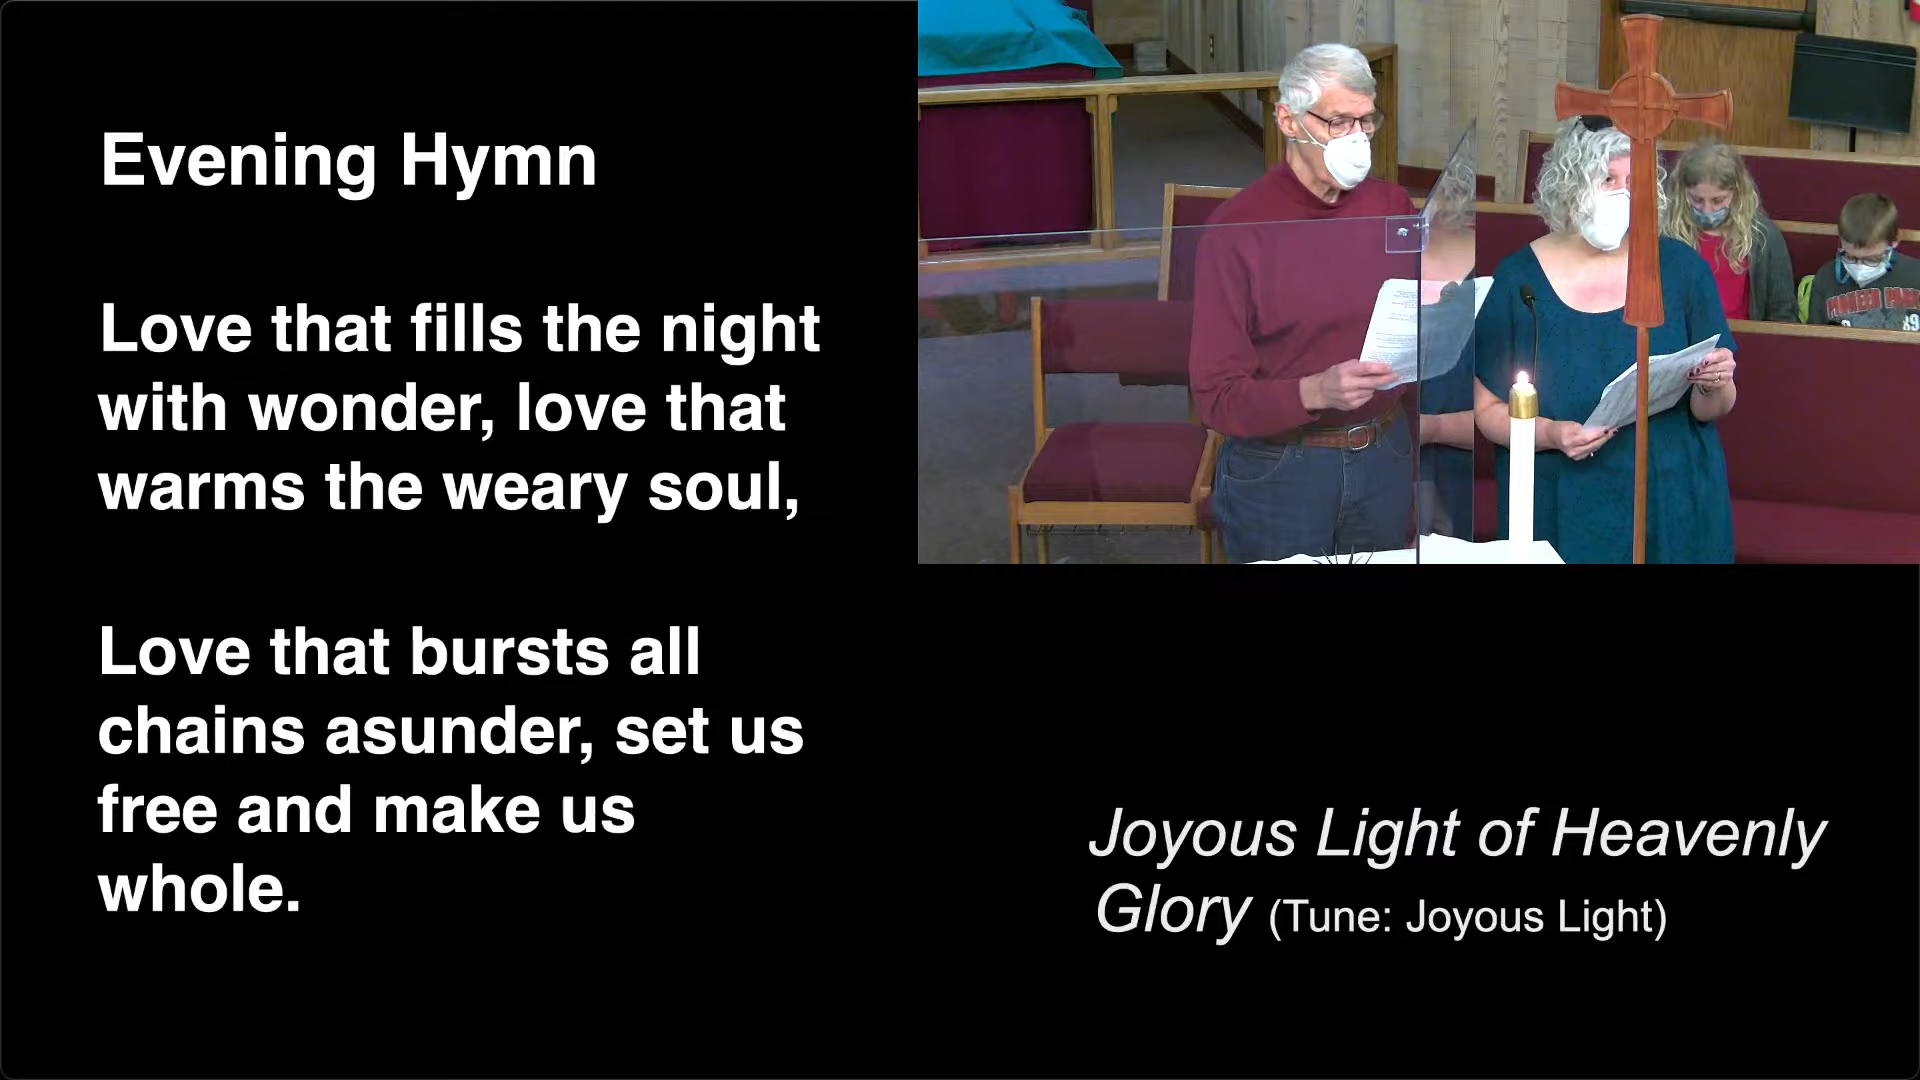 Evening Hymn
Love that fills the night
with wonder, love that
warms the weary soul,
Love that bursts all
chains asunder, set us
free and make us
whole.
Joyous Light of Heavenly
Glory (Tune: Joyous Light)